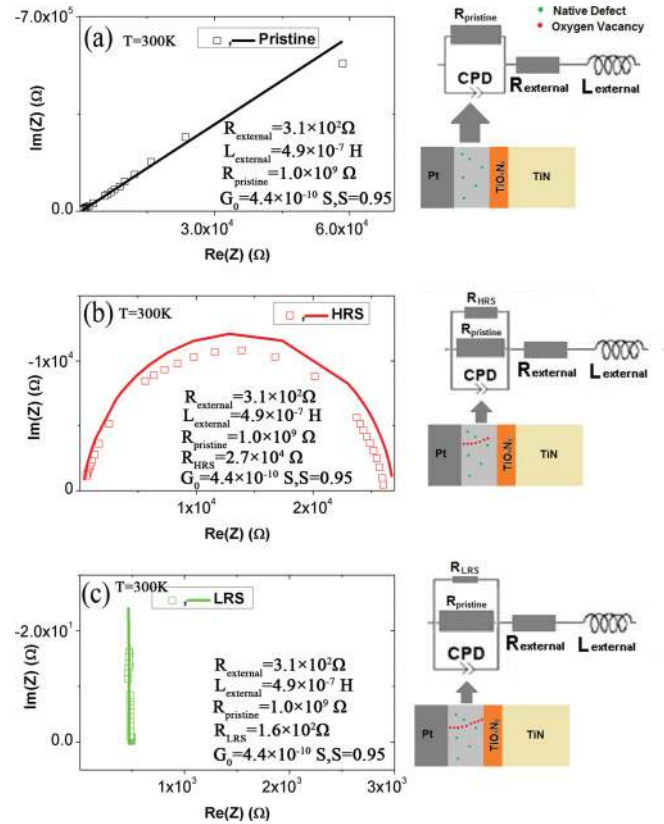 (a)
T=300K
Pristine
-7.0x10⁵
0.0
Im(Z) (Ω)
R_external=3.1×10²Ω
L_external=4.9×10⁻⁷ H
R_pristine=1.0×10⁹ Ω
G₀=4.4×10⁻¹⁰ S,S=0.95
3.0x10⁴
6.0x10⁴
Re(Z) (Ω)
R_pristine
CPD
R_external
L_external
Native Defect
Oxygen Vacancy
Pt
TiN
(b)
T=300K
HRS
-1x10⁴
0
Im(Z) (Ω)
R_external=3.1×10²Ω
L_external=4.9×10⁻⁷ H
R_pristine=1.0×10⁹ Ω
R_HRS=2.7×10⁴ Ω
G₀=4.4×10⁻¹⁰ S,S=0.95
1x10⁴
2x10⁴
Re(Z) (Ω)
R_HRS
R_pristine
CPD
R_external
L_external
Pt
TiN
(c)
T=300K
LRS
-2.0x10¹
0.0
Im(Z) (Ω)
R_external=3.1×10²Ω
L_external=4.9×10⁻⁷ H
R_pristine=1.0×10⁹ Ω
R_LRS=1.6×10² Ω
G₀=4.4×10⁻¹⁰ S,S=0.95
1x10³
2x10³
3x10³
Re(Z) (Ω)
R_LRS
R_pristine
CPD
R_external
L_external
Pt
TiN